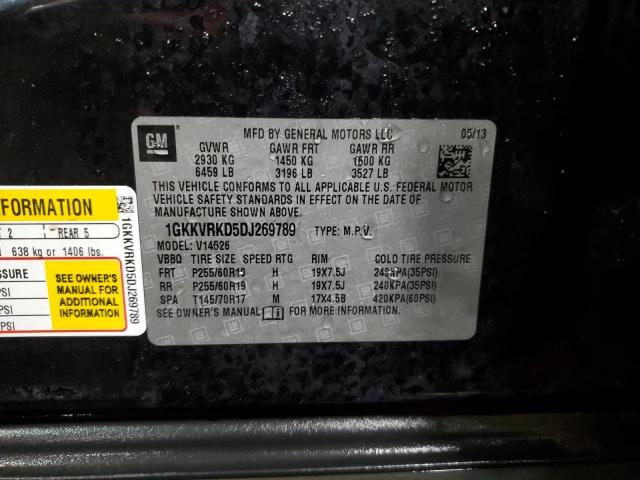 GM
MFD BY GENERAL MOTORS LLC 05/13
GVWR GAWR FRT GAWR RR
2930 KG 1450 KG 1600 KG
6459 LB 3196 LB 3527 LB
THIS VEHICLE CONFORMS TO ALL APPLICABLE U.S. FEDERAL MOTOR
VEHICLE SAFETY STANDARDS IN EFFECT ON THE DATE OF
MANUFACTURE SHOWN ABOVE.
1GKKVRKD5DJ269789 TYPE: M.P.V.
MODEL: V14526
VBBQ TIRE SIZE SPEED RTG RIM COLD TIRE PRESSURE
FRT P255/60R19 H 19X7.5J 240KPA(35PSI)
RR P255/60R19 H 19X7.5J 240KPA(35PSI)
SPA T145/70R17 M 17X4.5B 420KPA(60PSI)
SEE OWNER'S MANUAL FOR MORE INFORMATION.
FORMATION
T 2 REAR 5
638 kg or 1406 lbs.
ESSURE
PSI
PSI
PSI
SEE OWNER'S
MANUAL FOR
ADDITIONAL
INFORMATION
1GKKVRKD5DJ269789